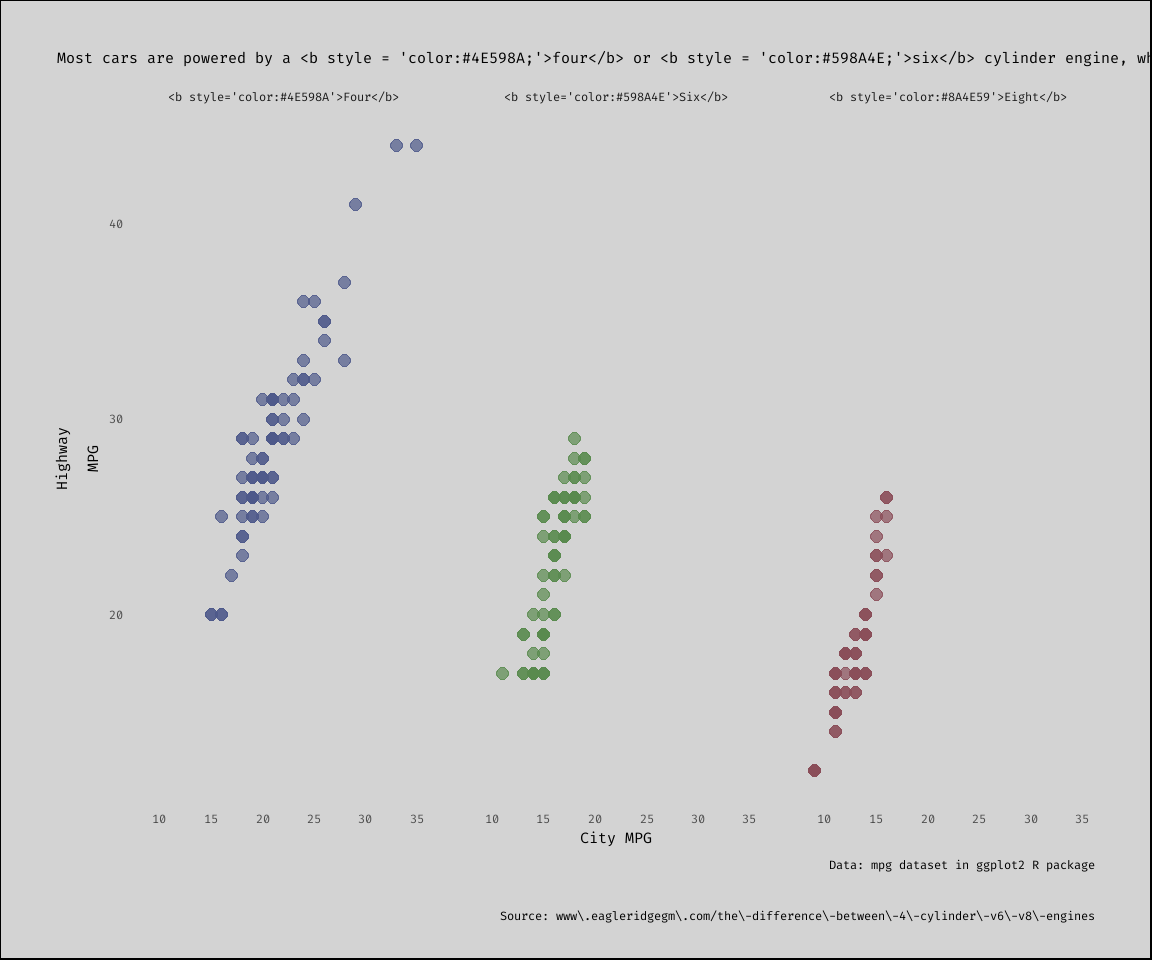 Most cars are powered by a <b style = 'color:#4E598A;'>four</b> or <b style = 'color:#598A4E;'>six</b> cylinder engine, wh
<b style='color:#4E598A'>Four</b> <b style='color:#598A4E'>Six</b> <b style='color:#8A4E59'>Eight</b>
40
30
20
Highway
MPG
10 15 20 25 30 35 10 15 20 25 30 35 10 15 20 25 30 35
City MPG
Data: mpg dataset in ggplot2 R package
Source: www\.eagleridgegm\.com/the\-difference\-between\-4\-cylinder\-v6\-v8\-engines